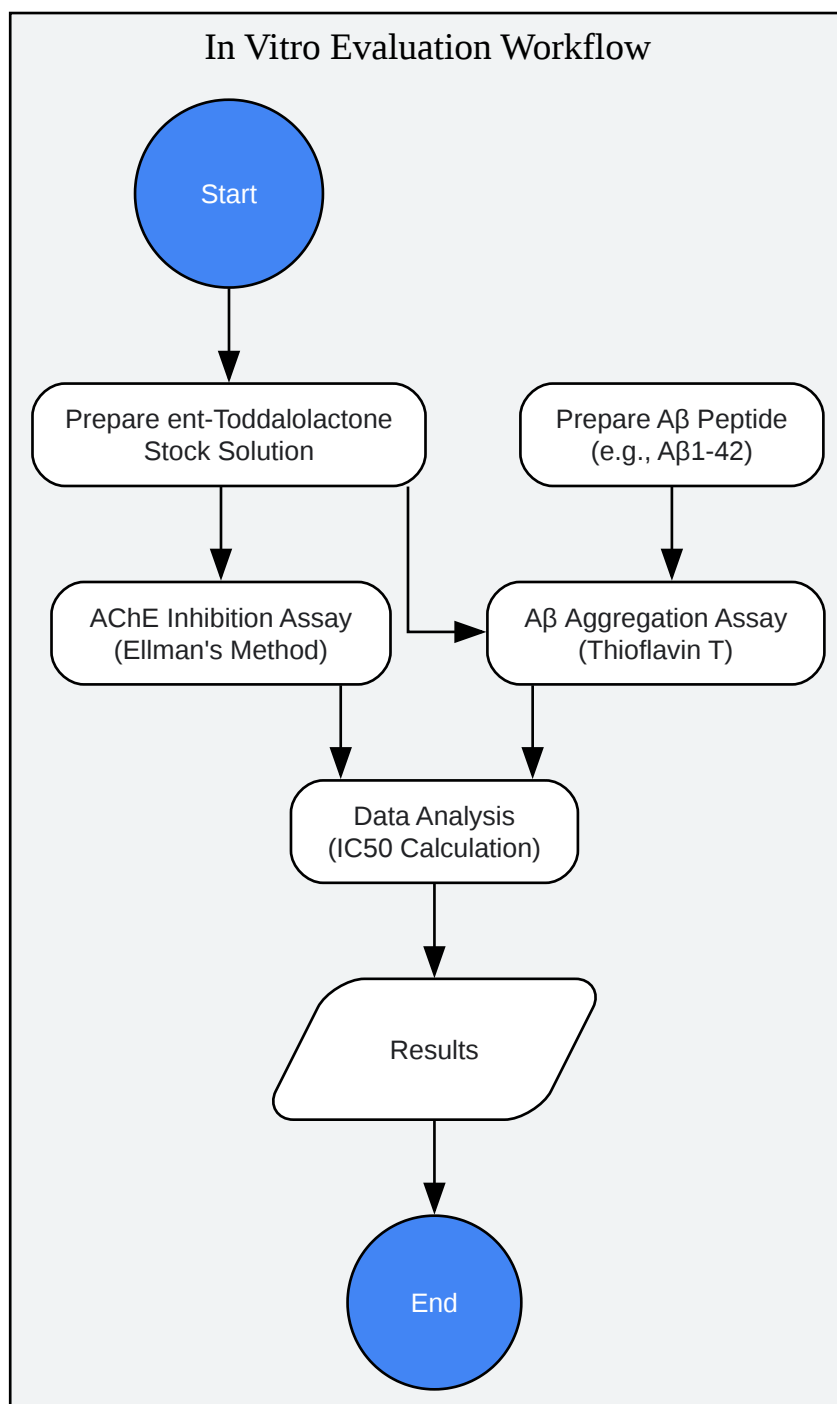 In Vitro Evaluation Workflow
Start
Prepare ent-Toddalolactone
Stock Solution
Prepare Aβ Peptide
(e.g., Aβ1-42)
AChE Inhibition Assay
(Ellman's Method)
Aβ Aggregation Assay
(Thioflavin T)
Data Analysis
(IC50 Calculation)
Results
End